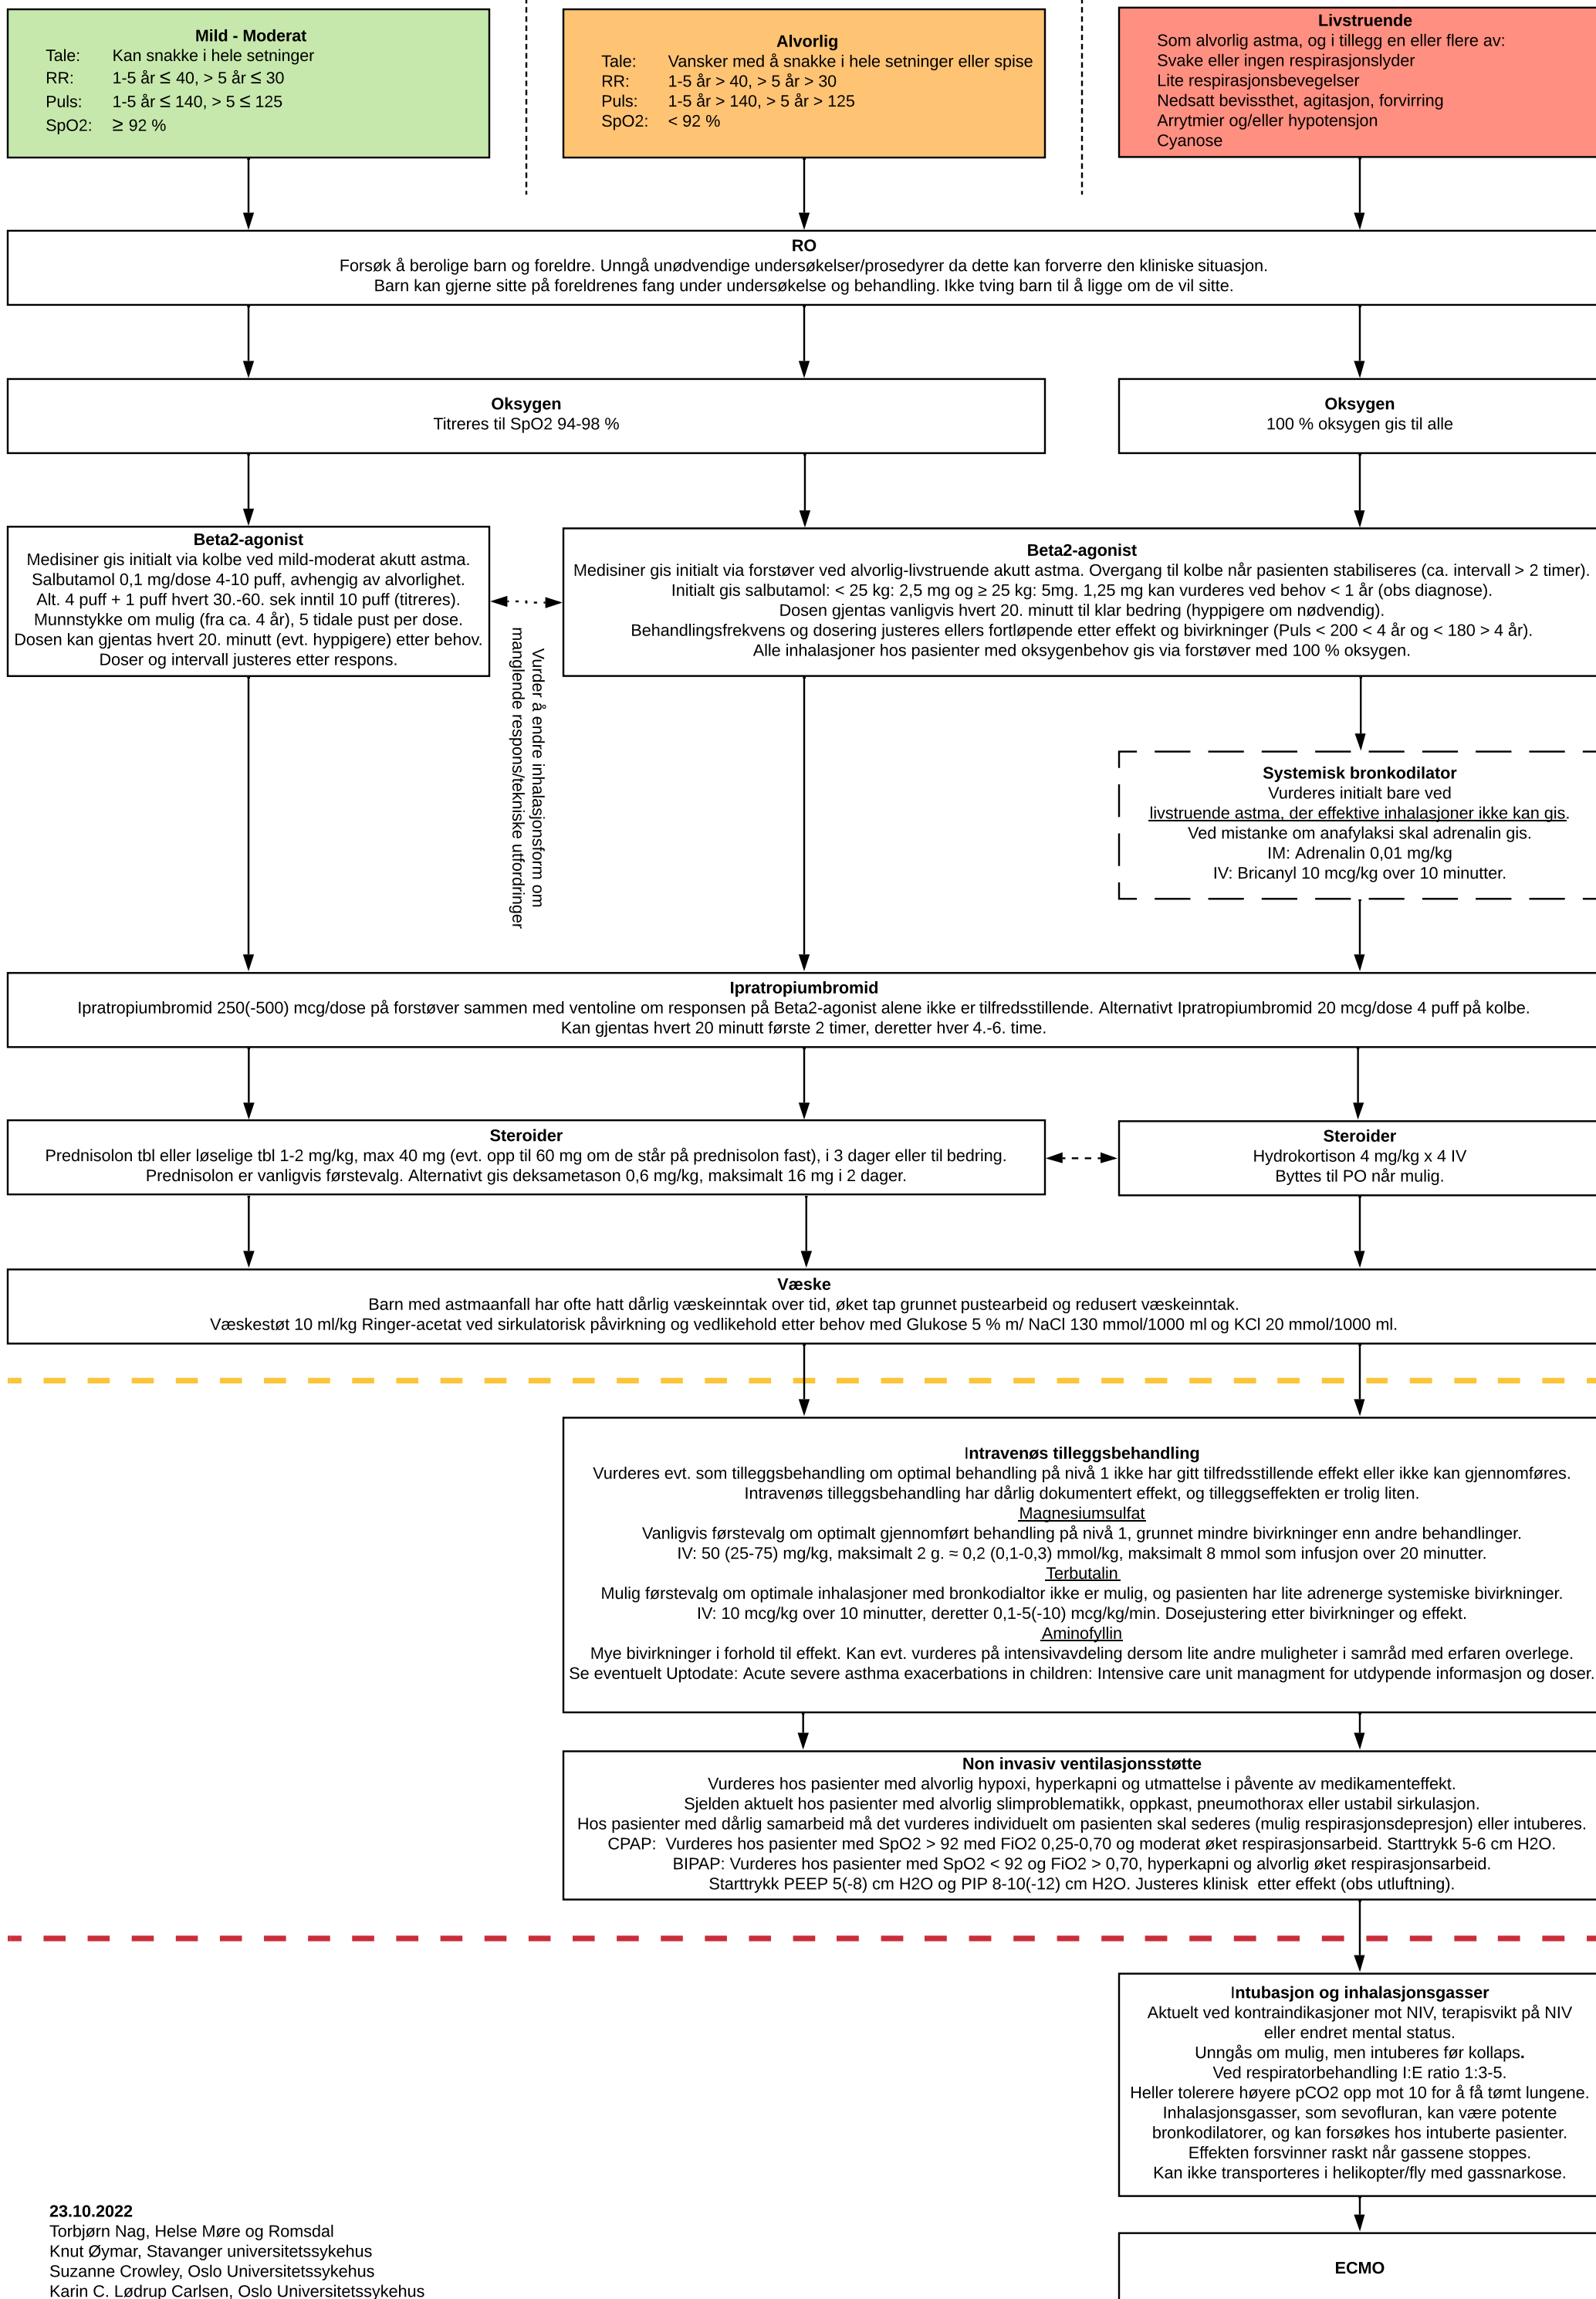 Mild - Moderat
Tale: Kan snakke i hele setninger
RR: 1-5 år ≤ 40, > 5 år ≤ 30
Puls: 1-5 år ≤ 140, > 5 ≤ 125
SpO2: ≥ 92 %
Alvorlig
Tale: Vansker med å snakke i hele setninger eller spise
RR: 1-5 år > 40, > 5 år > 30
Puls: 1-5 år > 140, > 5 år > 125
SpO2: < 92 %
Livstruende
Som alvorlig astma, og i tillegg en eller flere av:
Svake eller ingen respirasjonslyder
Lite respirasjonsbevegelser
Nedsatt bevissthet, agitasjon, forvirring
Arrytmier og/eller hypotensjon
Cyanose
RO
Forsøk å berolige barn og foreldre. Unngå unødvendige undersøkelser/prosedyrer da dette kan forverre den kliniske situasjon.
Barn kan gjerne sitte på foreldrenes fang under undersøkelse og behandling. Ikke tving barn til å ligge om de vil sitte.
Oksygen
Titreres til SpO2 94-98 %
Oksygen
100 % oksygen gis til alle
Beta2-agonist
Medisiner gis initialt via kolbe ved mild-moderat akutt astma.
Salbutamol 0,1 mg/dose 4-10 puff, avhengig av alvorlighet.
Alt. 4 puff + 1 puff hvert 30.-60. sek inntil 10 puff (titreres).
Munnstykke om mulig (fra ca. 4 år), 5 tidale pust per dose.
Dosen kan gjentas hvert 20. minutt (evt. hyppigere) etter behov.
Doser og intervall justeres etter respons.
Vurder å endre inhalasjonsform om
manglende respons/tekniske utfordringer
Beta2-agonist
Medisiner gis initialt via forstøver ved alvorlig-livstruende akutt astma. Overgang til kolbe når pasienten stabiliseres (ca. intervall > 2 timer).
Initialt gis salbutamol: < 25 kg: 2,5 mg og ≥ 25 kg: 5mg. 1,25 mg kan vurderes ved behov < 1 år (obs diagnose).
Dosen gjentas vanligvis hvert 20. minutt til klar bedring (hyppigere om nødvendig).
Behandlingsfrekvens og dosering justeres ellers fortløpende etter effekt og bivirkninger (Puls < 200 < 4 år og < 180 > 4 år).
Alle inhalasjoner hos pasienter med oksygenbehov gis via forstøver med 100 % oksygen.
Systemisk bronkodilator
Vurderes initialt bare ved
livstruende astma, der effektive inhalasjoner ikke kan gis.
Ved mistanke om anafylaksi skal adrenalin gis.
IM: Adrenalin 0,01 mg/kg
IV: Bricanyl 10 mcg/kg over 10 minutter.
Ipratropiumbromid
Ipratropiumbromid 250(-500) mcg/dose på forstøver sammen med ventoline om responsen på Beta2-agonist alene ikke er tilfredsstillende. Alternativt Ipratropiumbromid 20 mcg/dose 4 puff på kolbe.
Kan gjentas hvert 20 minutt første 2 timer, deretter hver 4.-6. time.
Steroider
Prednisolon tbl eller løselige tbl 1-2 mg/kg, max 40 mg (evt. opp til 60 mg om de står på prednisolon fast), i 3 dager eller til bedring.
Prednisolon er vanligvis førstevalg. Alternativt gis deksametason 0,6 mg/kg, maksimalt 16 mg i 2 dager.
Steroider
Hydrokortison 4 mg/kg x 4 IV
Byttes til PO når mulig.
Væske
Barn med astmaanfall har ofte hatt dårlig væskeinntak over tid, øket tap grunnet pustearbeid og redusert væskeinntak.
Væskestøt 10 ml/kg Ringer-acetat ved sirkulatorisk påvirkning og vedlikehold etter behov med Glukose 5 % m/ NaCl 130 mmol/1000 ml og KCl 20 mmol/1000 ml.
Intravenøs tilleggsbehandling
Vurderes evt. som tilleggsbehandling om optimal behandling på nivå 1 ikke har gitt tilfredsstillende effekt eller ikke kan gjennomføres.
Intravenøs tilleggsbehandling har dårlig dokumentert effekt, og tilleggseffekten er trolig liten.
Magnesiumsulfat
Vanligvis førstevalg om optimalt gjennomført behandling på nivå 1, grunnet mindre bivirkninger enn andre behandlinger.
IV: 50 (25-75) mg/kg, maksimalt 2 g. ≈ 0,2 (0,1-0,3) mmol/kg, maksimalt 8 mmol som infusjon over 20 minutter.
Terbutalin
Mulig førstevalg om optimale inhalasjoner med bronkodialtor ikke er mulig, og pasienten har lite adrenerge systemiske bivirkninger.
IV: 10 mcg/kg over 10 minutter, deretter 0,1-5(-10) mcg/kg/min. Dosejustering etter bivirkninger og effekt.
Aminofyllin
Mye bivirkninger i forhold til effekt. Kan evt. vurderes på intensivavdeling dersom lite andre muligheter i samråd med erfaren overlege.
Se eventuelt Uptodate: Acute severe asthma exacerbations in children: Intensive care unit managment for utdypende informasjon og doser.
Non invasiv ventilasjonsstøtte
Vurderes hos pasienter med alvorlig hypoxi, hyperkapni og utmattelse i påvente av medikamenteffekt.
Sjelden aktuelt hos pasienter med alvorlig slimproblematikk, oppkast, pneumothorax eller ustabil sirkulasjon.
Hos pasienter med dårlig samarbeid må det vurderes individuelt om pasienten skal sederes (mulig respirasjonsdepresjon) eller intuberes.
CPAP: Vurderes hos pasienter med SpO2 > 92 med FiO2 0,25-0,70 og moderat øket respirasjonsarbeid. Starttrykk 5-6 cm H2O.
BIPAP: Vurderes hos pasienter med SpO2 < 92 og FiO2 > 0,70, hyperkapni og alvorlig øket respirasjonsarbeid.
Starttrykk PEEP 5(-8) cm H2O og PIP 8-10(-12) cm H2O. Justeres klinisk etter effekt (obs utluftning).
Intubasjon og inhalasjonsgasser
Aktuelt ved kontraindikasjoner mot NIV, terapisvikt på NIV
eller endret mental status.
Unngås om mulig, men intuberes før kollaps.
Ved respiratorbehandling I:E ratio 1:3-5.
Heller tolerere høyere pCO2 opp mot 10 for å få tømt lungene.
Inhalasjonsgasser, som sevofluran, kan være potente
bronkodilatorer, og kan forsøkes hos intuberte pasienter.
Effekten forsvinner raskt når gassene stoppes.
Kan ikke transporteres i helikopter/fly med gassnarkose.
ECMO
23.10.2022
Torbjørn Nag, Helse Møre og Romsdal
Knut Øymar, Stavanger universitetssykehus
Suzanne Crowley, Oslo Universitetssykehus
Karin C. Lødrup Carlsen, Oslo Universitetssykehus